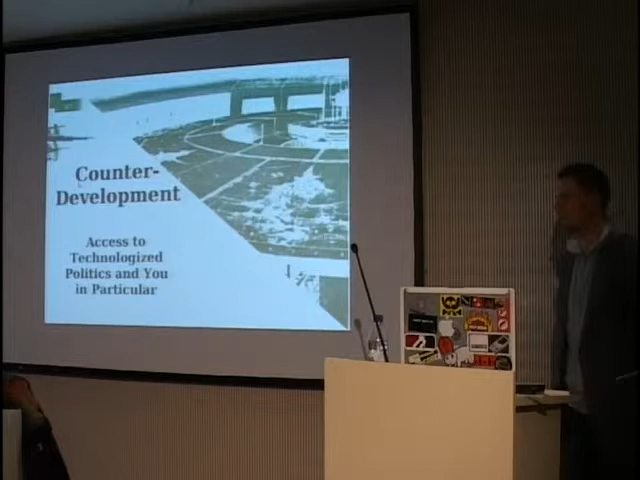 Counter-
Development
Access to
Technologized
Politics and You
in Particular